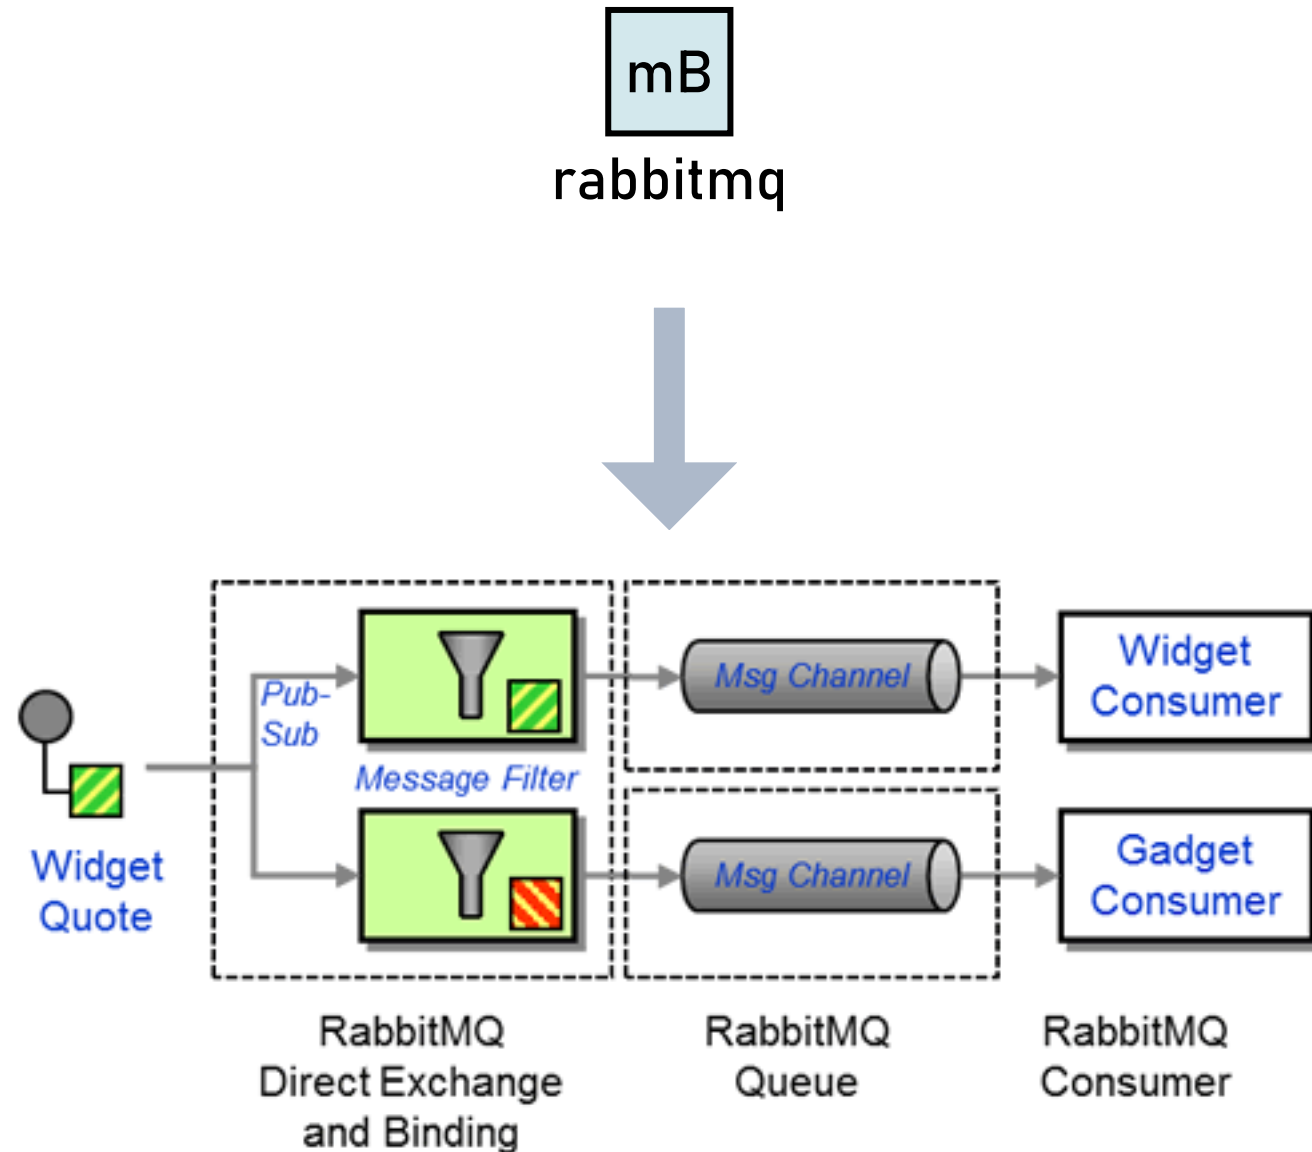 mB
rabbitmq
Pub-
Sub
Message Filter
Msg Channel
Widget
Consumer
Widget
Quote
Msg Channel
Gadget
Consumer
RabbitMQ
Direct Exchange
and Binding
RabbitMQ
Queue
RabbitMQ
Consumer